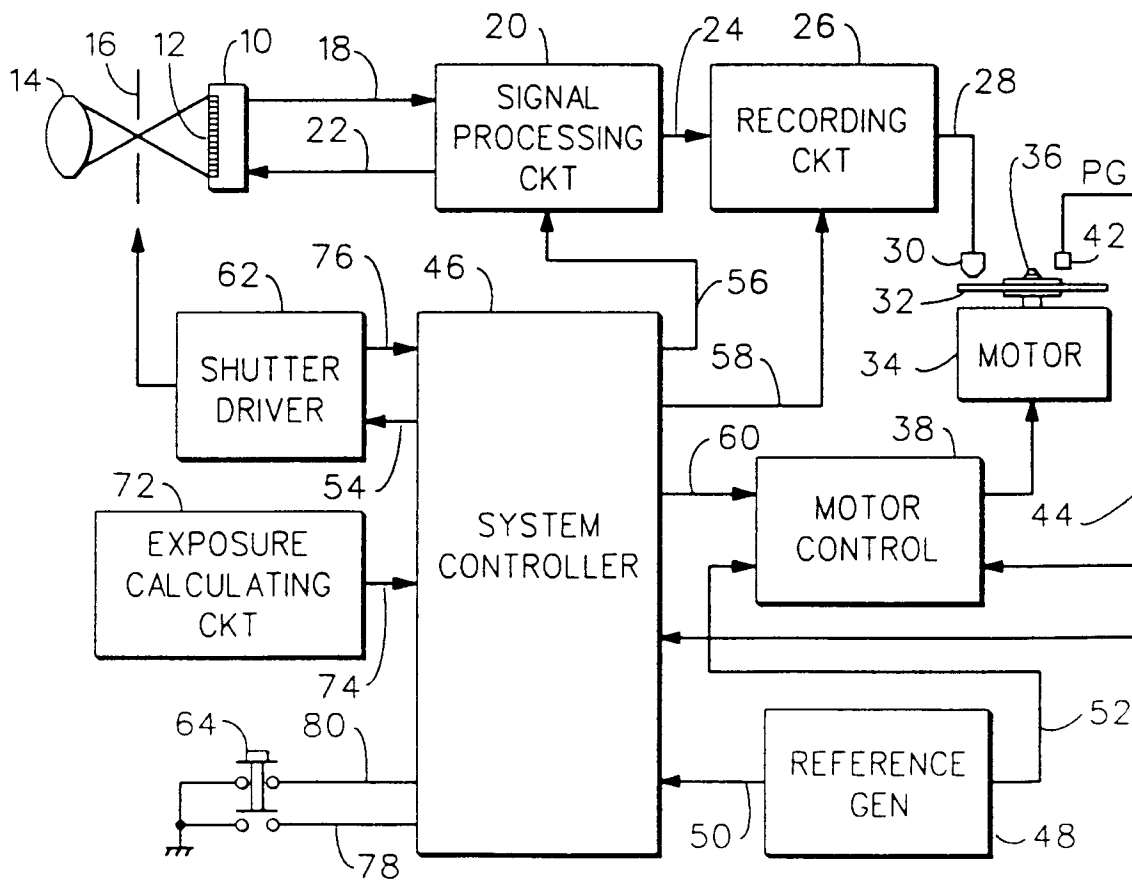 20
24
26
16
12
10
18
14
28
SIGNAL
PROCESSING
CKT
RECORDING
CKT
22
36
PG
30
42
32
62
76
46
56
34
MOTOR
SHUTTER
DRIVER
58
54
60
38
72
44
EXPOSURE
CALCULATING
CKT
SYSTEM
CONTROLLER
MOTOR
CONTROL
74
64
80
52
REFERENCE
GEN
78
50
48